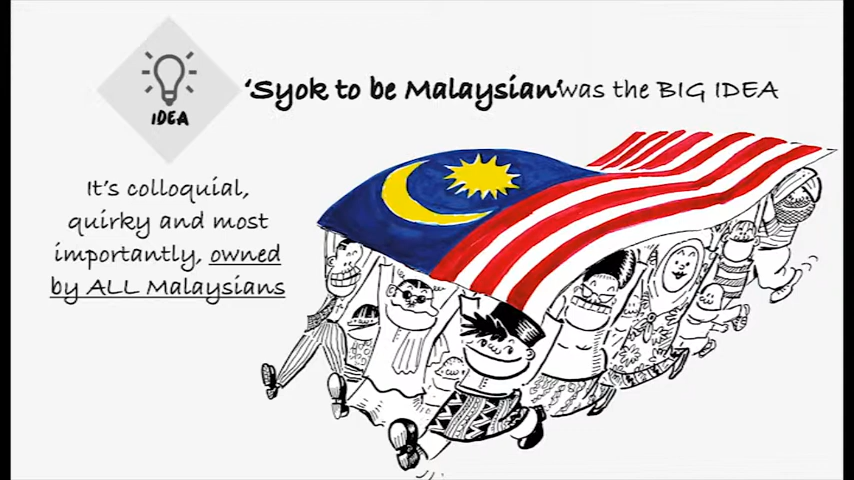 IDEA
'Syok to be Malaysian' was the BIG IDEA
It's colloquial,
quirky and most
importantly, owned
by ALL Malaysians